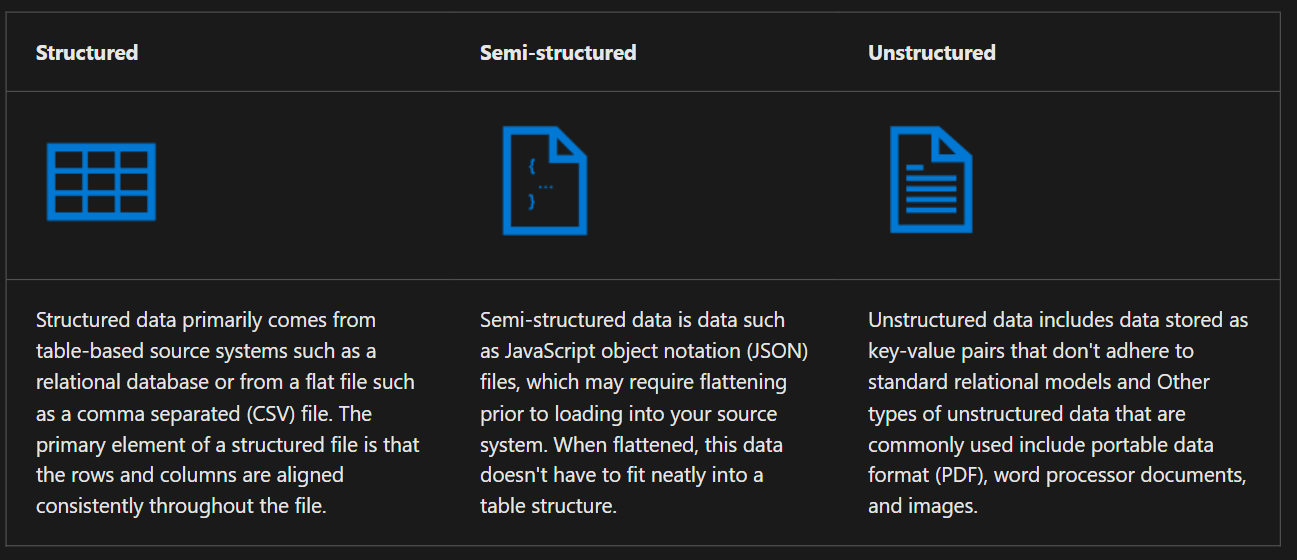 Structured
Semi-structured
Unstructured
{
...
}
Structured data primarily comes from
table-based source systems such as a
relational database or from a flat file such
as a comma separated (CSV) file. The
primary element of a structured file is that
the rows and columns are aligned
consistently throughout the file.
Semi-structured data is data such
as JavaScript object notation (JSON)
files, which may require flattening
prior to loading into your source
system. When flattened, this data
doesn't have to fit neatly into a
table structure.
Unstructured data includes data stored as
key-value pairs that don't adhere to
standard relational models and Other
types of unstructured data that are
commonly used include portable data
format (PDF), word processor documents,
and images.